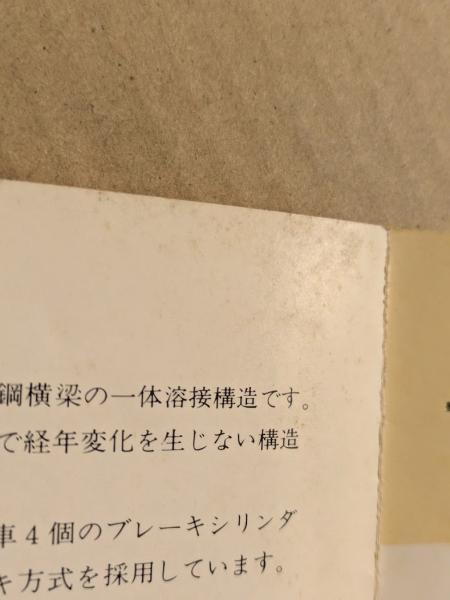 鋼横梁の一体溶接構造です。
で経年変化を生じない構造
車4個のブレーキシリンダ
キ方式を採用しています。